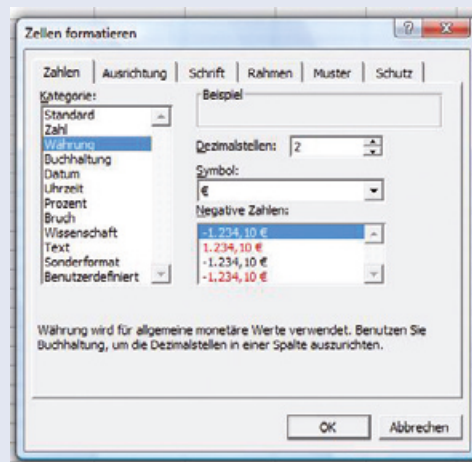 Zellen formatieren
Zahlen Ausrichtung Schrift Rahmen Muster Schutz
Kategorie:
Standard
Zahl
Währung
Buchhaltung
Datum
Uhrzeit
Prozent
Bruch
Wissenschaft
Text
Sonderformat
Benutzerdefiniert
Beispiel
Dezimalstellen: 2
Symbol:
€
Negative Zahlen:
-1.234,10 €
1.234,10 €
-1.234,10 €
-1.234,10 €
Währung wird für allgemeine monetäre Werte verwendet. Benutzen Sie
Buchhaltung, um die Dezimalstellen in einer Spalte auszurichten.
OK Abbrechen